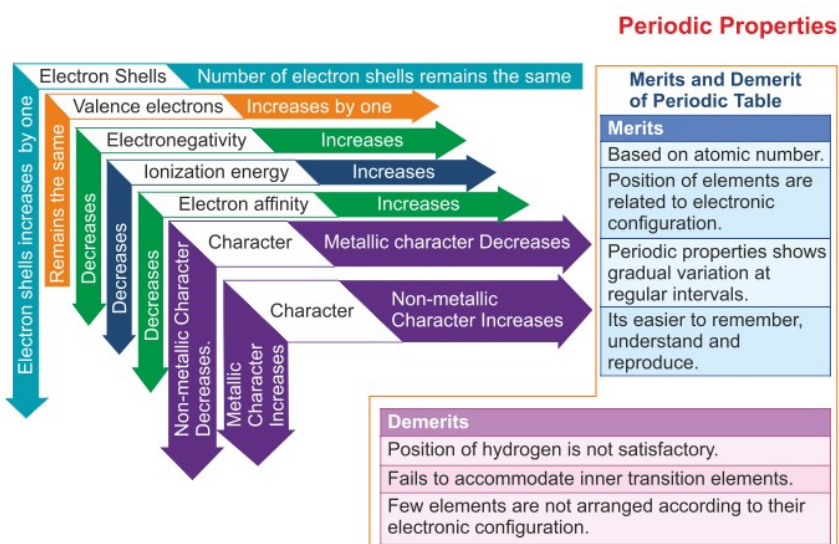 Periodic Properties
Electron Shells
Number of electron shells remains the same
Electron shells increases by one
Valence electrons
Increases by one
Remains the same
Electronegativity
Increases
Decreases
Ionization energy
Increases
Decreases
Electron affinity
Increases
Decreases
Character
Metallic character Decreases
Non-metallic Character
Decreases.
Character
Non-metallic
Character Increases
Metallic
Character
Increases
Merits and Demerit
of Periodic Table
Merits
Based on atomic number.
Position of elements are
related to electronic
configuration.
Periodic properties shows
gradual variation at
regular intervals.
Its easier to remember,
understand and
reproduce.
Demerits
Position of hydrogen is not satisfactory.
Fails to accommodate inner transition elements.
Few elements are not arranged according to their
electronic configuration.